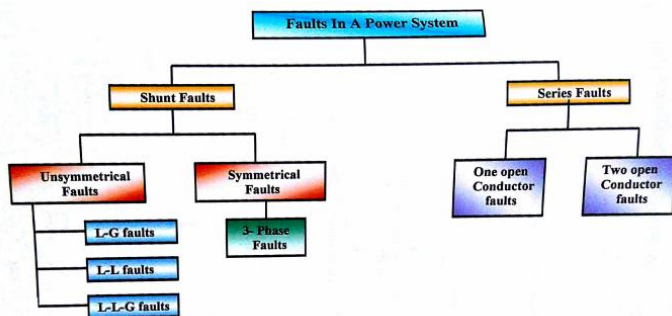 Faults In A Power System
Shunt Faults
Series Faults
Unsymmetrical
Faults
Symmetrical
Faults
One open
Conductor
faults
Two open
Conductor
faults
L-G faults
3- Phase
Faults
L-L faults
L-L-G faults